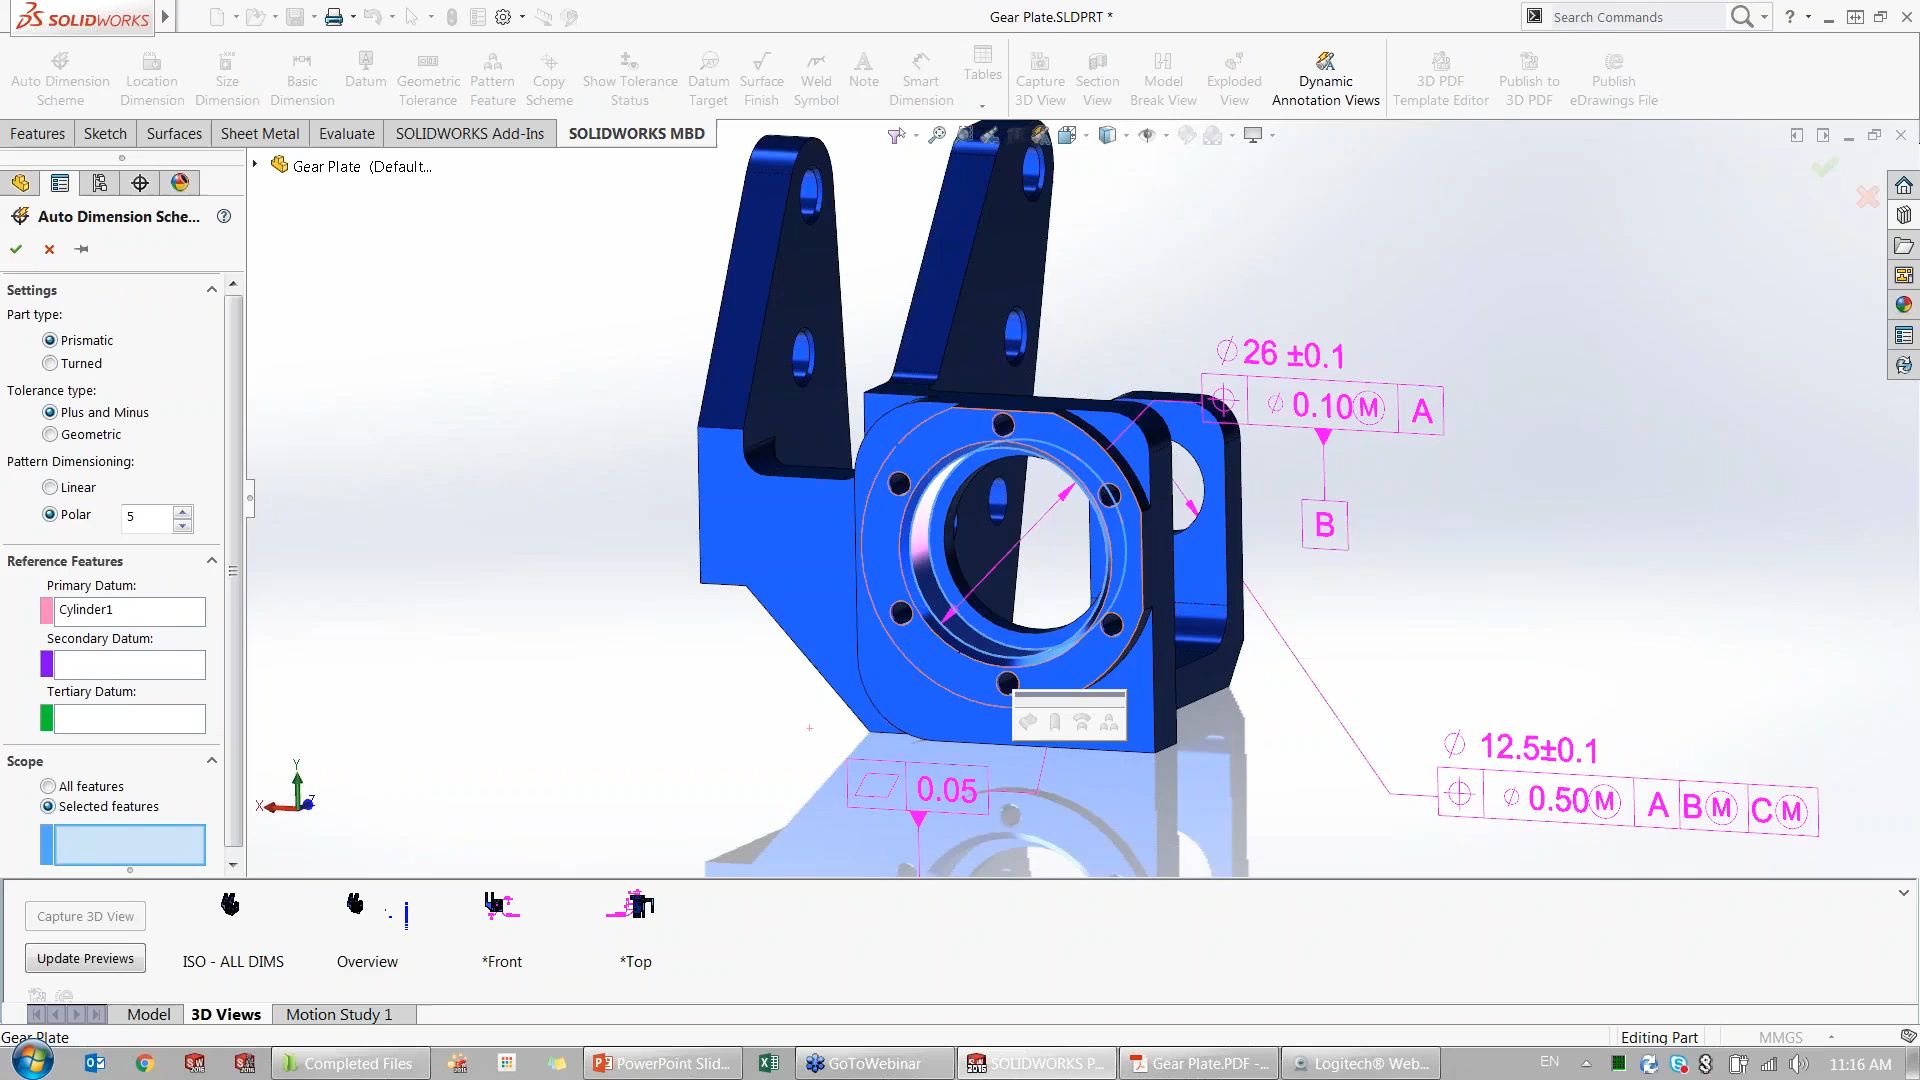 SOLIDWORKS
Gear Plate.SLDPRT *
Search Commands
?
Auto Dimension Scheme
Location Dimension
Size Dimension
Basic Dimension
Datum
Geometric Tolerance
Pattern Feature
Copy Scheme
Show Tolerance Status
Datum Target
Surface Finish
Weld Symbol
Note
Smart Dimension
Tables
Capture 3D View
Section View
Model Break View
Exploded View
Dynamic Annotation Views
3D PDF Template Editor
Publish to 3D PDF
Publish eDrawings File
Features
Sketch
Surfaces
Sheet Metal
Evaluate
SOLIDWORKS Add-Ins
SOLIDWORKS MBD
Gear Plate (Default...
Auto Dimension Sche...
?
Settings
Part type:
Prismatic
Turned
Tolerance type:
Plus and Minus
Geometric
Pattern Dimensioning:
Linear
Polar
5
Reference Features
Primary Datum:
Cylinder1
Secondary Datum:
Tertiary Datum:
Scope
All features
Selected features
∅ 26 ±0.1
⌖ ∅ 0.10Ⓜ A
B
∅ 12.5±0.1
⌖ ∅ 0.50Ⓜ A BⓂ CⓂ
▱ 0.05
Y
X
Z
Capture 3D View
Update Previews
ISO - ALL DIMS
Overview
*Front
*Top
Model
3D Views
Motion Study 1
Gear Plate
Editing Part
MMGS
Completed Files
PowerPoint Slid...
GoToWebinar
SOLIDWORKS P...
Gear Plate.PDF -...
Logitech® Web...
EN
11:16 AM